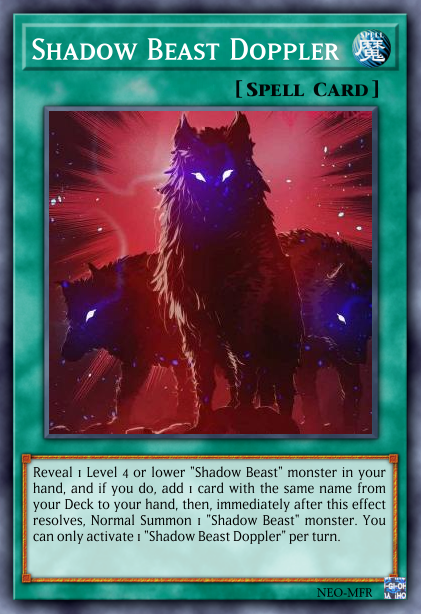 SHADOW BEAST DOPPLER
SPELL
魔
[ SPELL CARD ]
Reveal 1 Level 4 or lower "Shadow Beast" monster in your
hand, and if you do, add 1 card with the same name from
your Deck to your hand, then, immediately after this effect
resolves, Normal Summon 1 "Shadow Beast" monster. You
can only activate 1 "Shadow Beast Doppler" per turn.
NEO-MFR